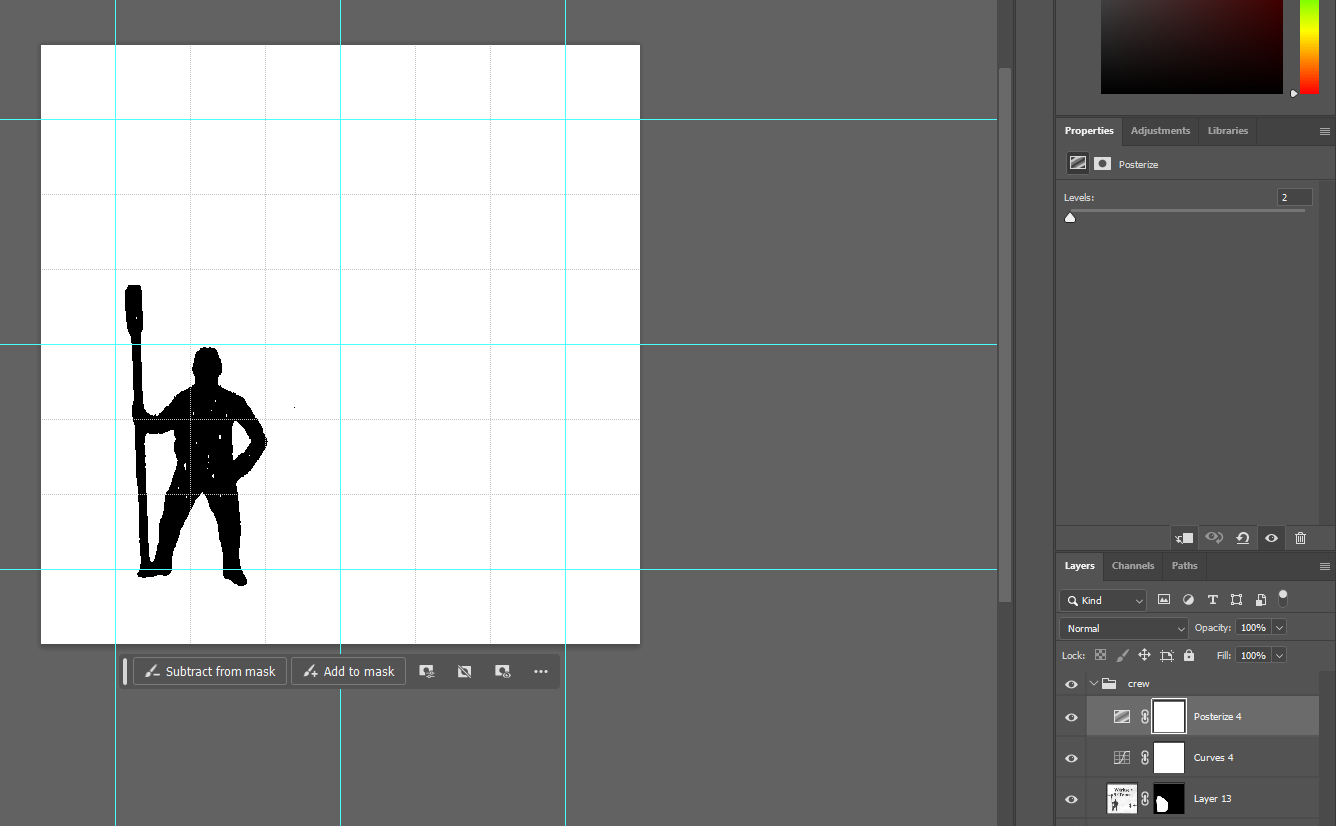 Properties Adjustments Libraries
Posterize
Levels: 2
Subtract from mask Add to mask
Layers Channels Paths
Kind
Normal Opacity: 100%
Lock: Fill: 100%
crew
Posterize 4
Curves 4
Layer 13